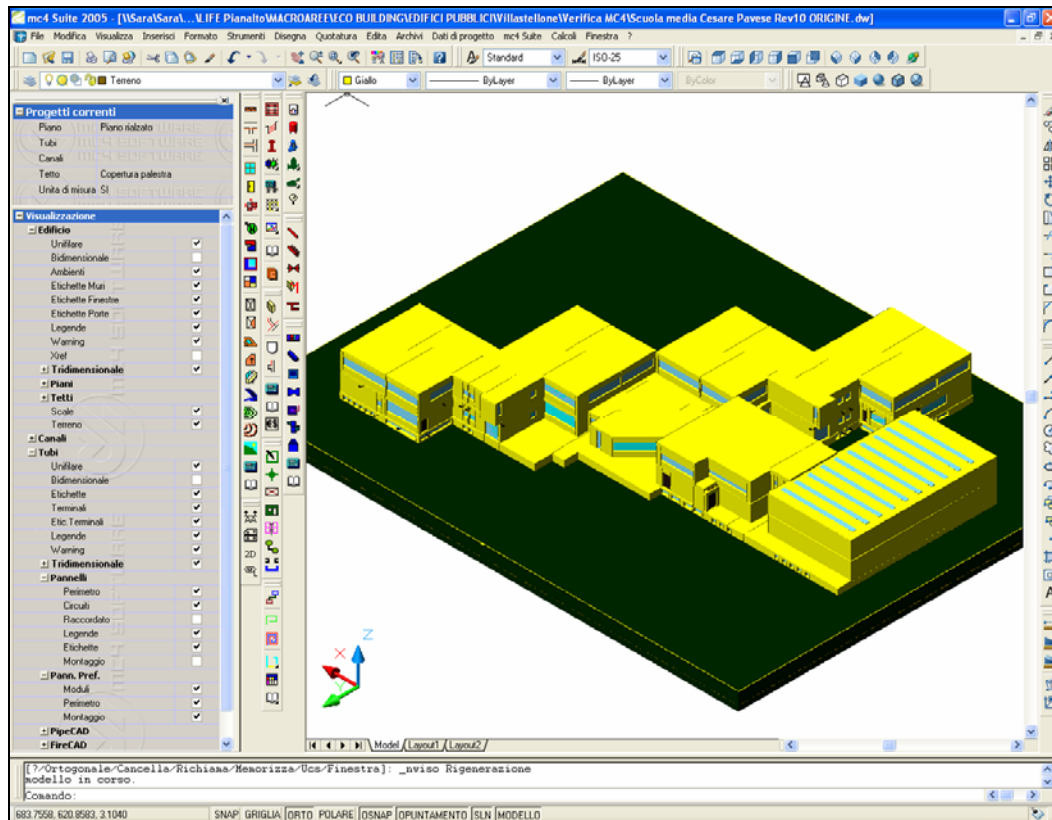 mc4 Suite 2005 - [\\Sara\Sara\...\LIFE Pianalto\MACROAREE\ECO BUILDING\EDIFICI PUBBLICI\Villastellone\Verifica MC4\Scuola media Cesare Pavese Rev10 ORIGINE.dw]
File Modifica Visualizza Inserisci Formato Strumenti Disegna Quotatura Edita Archivi Dati di progetto mc4 Suite Calcoli Finestra ?
Standard ISO-25
Terreno Giallo ByLayer ByLayer ByColor
Progetti correnti
Piano Piano rialzato
Tubi
Canali
Tetto Copertura palestra
Unita di misura SI
Visualizzazione
Edificio
Unifilare
Bidimensionale
Ambienti
Etichette Muri
Etichette Finestre
Etichette Porte
Legende
Warning
Xref
Tridimensionale
Piani
Tetti
Scale
Terreno
Canali
Tubi
Unifilare
Bidimensionale
Etichette
Terminali
Etic.Terminali
Legende
Warning
Tridimensionale
Pannelli
Perimetro
Circuiti
Raccordato
Legende
Etichette
Montaggio
Pann. Pref.
Moduli
Perimetro
Montaggio
PipeCAD
FireCAD
2D
Z
X
Y
Model Layout1 Layout2
[?/Ortogonale/Cancella/Richiama/Memorizza/Ucs/Finestra]: _nviso Rigenerazione
modello in corso.
Comando:
683.7558, 620.8583, 3.1040 SNAP GRIGLIA ORTO POLARE OSNAP OPUNTAMENTO SLN MODELLO